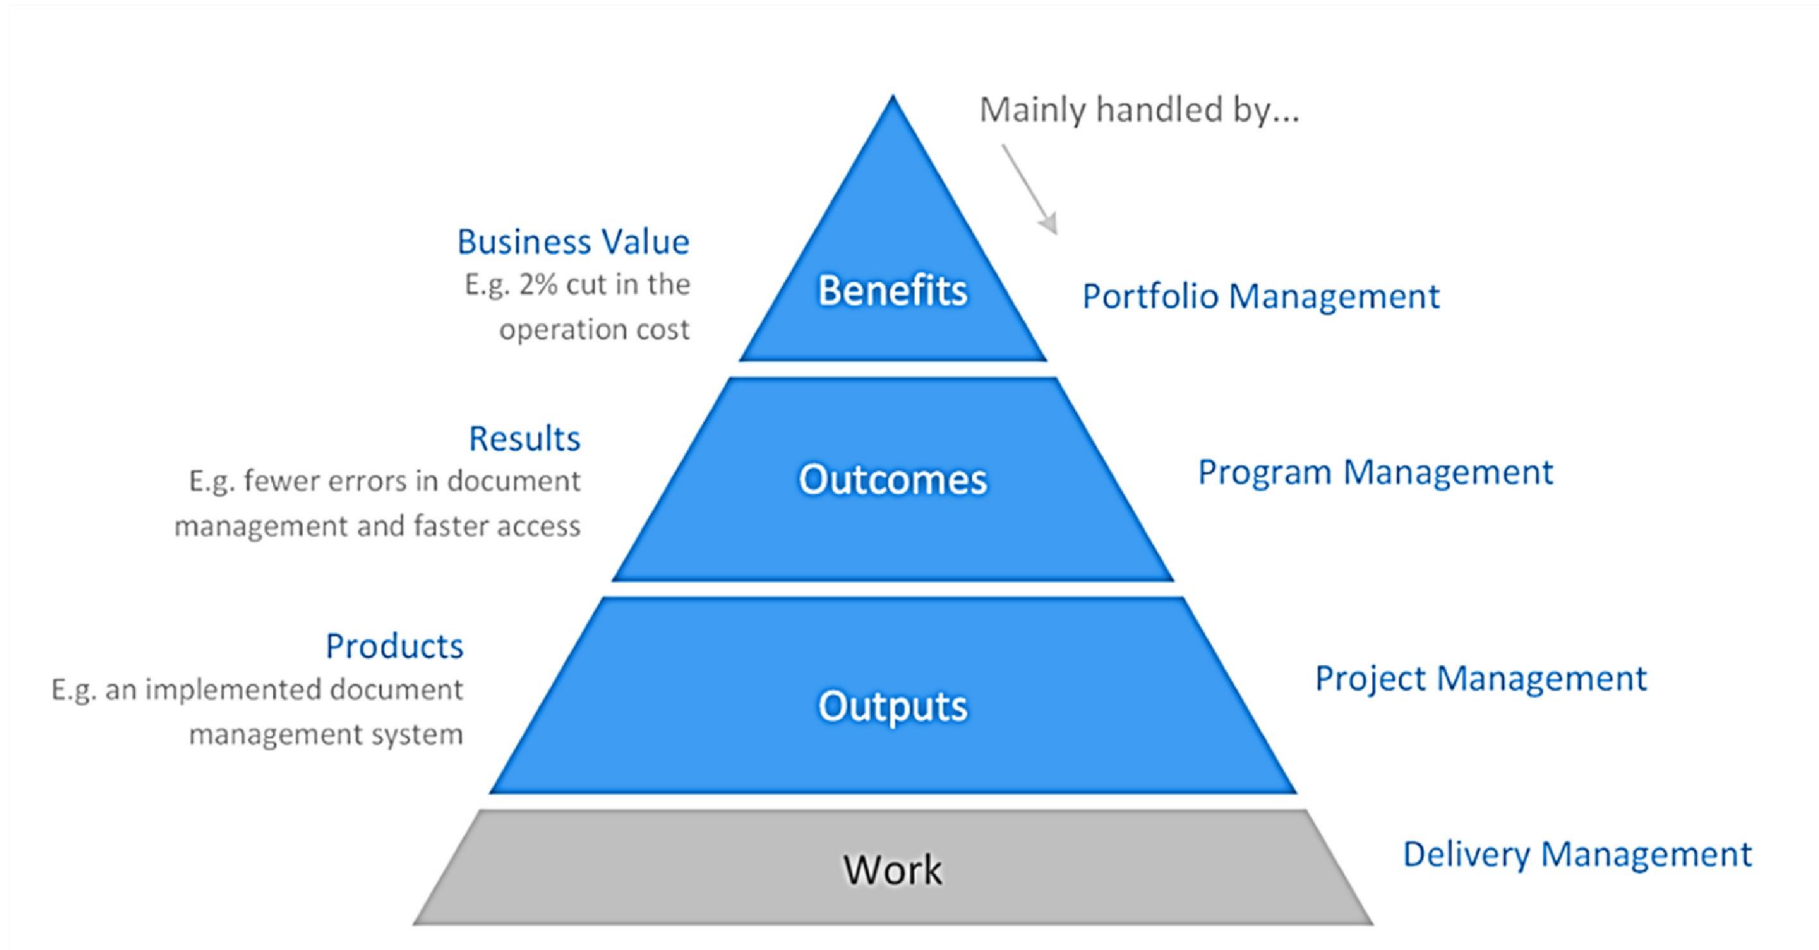 Mainly handled by...
Business Value
E.g. 2% cut in the
operation cost
Benefits
Portfolio Management
Results
E.g. fewer errors in document
management and faster access
Outcomes
Program Management
Products
E.g. an implemented document
management system
Outputs
Project Management
Work
Delivery Management